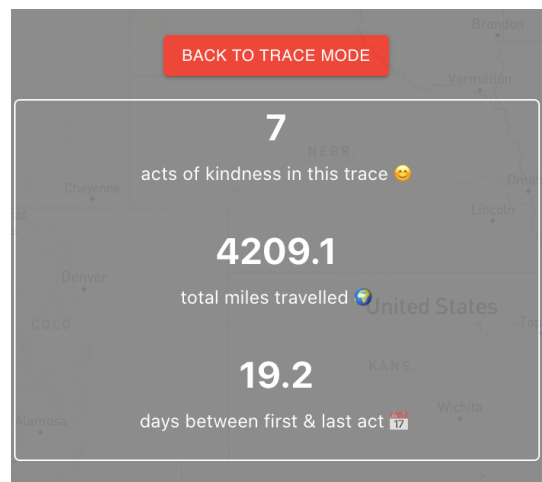 Brandon
BACK TO TRACE MODE
Vermillion
7
NEBR.
acts of kindness in this trace 😊
Cheyenne
Omaha
Lincoln
4209.1
Denver
total miles travelled 🌍
United States
COLO.
19.2
KANS.
Wichita
days between first & last act 📅
Alamosa